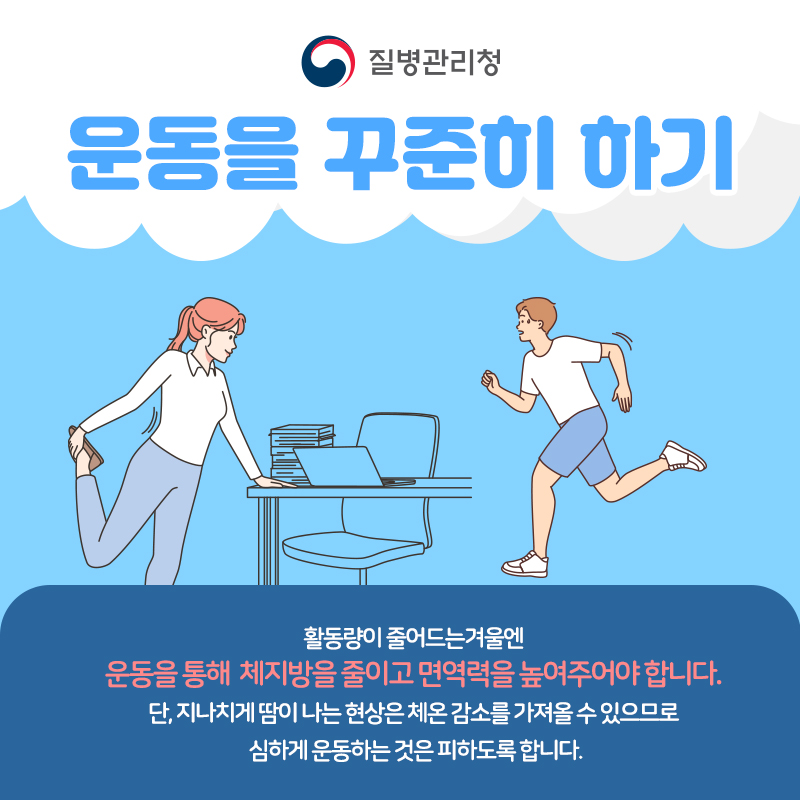 질병관리청
운동을 꾸준히 하기
활동량이 줄어드는겨울엔
운동을 통해 체지방을 줄이고 면역력을 높여주어야 합니다.
단, 지나치게 땀이 나는 현상은 체온 감소를 가져올 수 있으므로
심하게 운동하는 것은 피하도록 합니다.